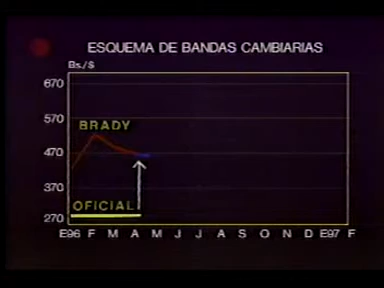 ESQUEMA DE BANDAS CAMBIARIAS
Bs./$
670
570
BRADY
470
370
OFICIAL
270
E96 F M A M J J A S O N D E97 F